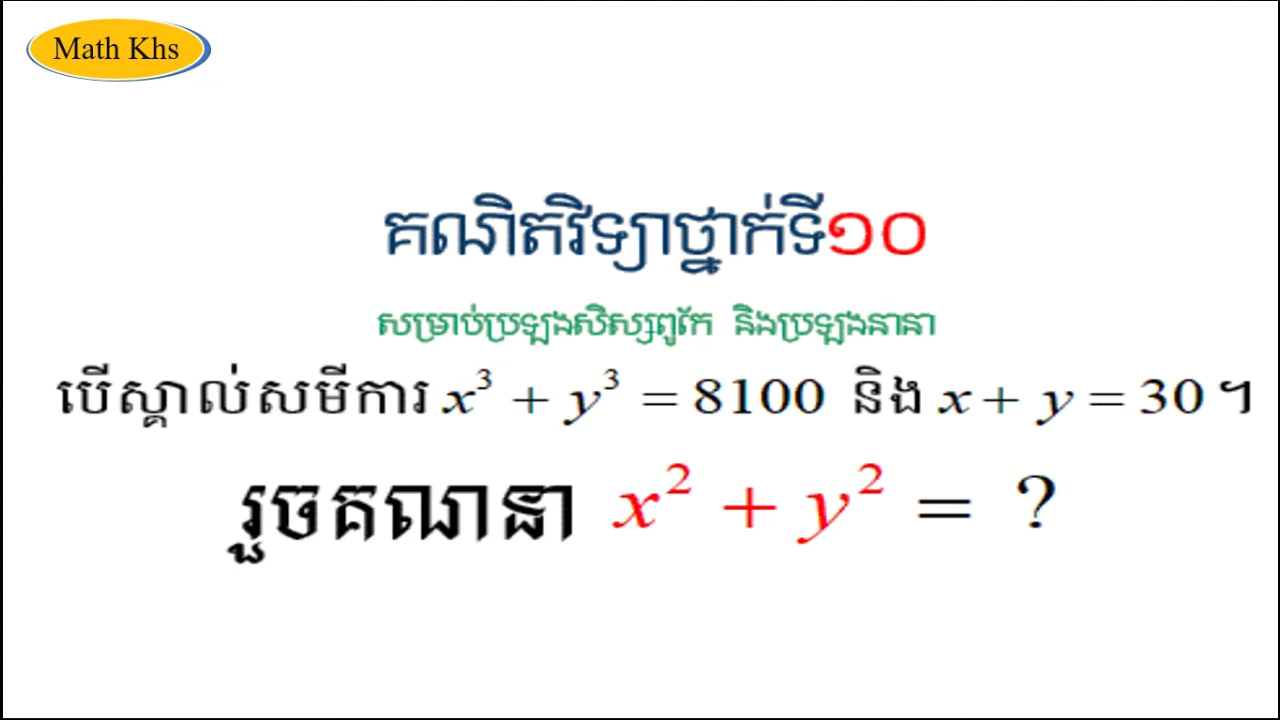 Math Khs
គណិតវិទ្យាថ្នាក់ទី១០
សម្រាប់ប្រឡងសិស្សពូកែ និងប្រឡងនានា
បើស្គាល់សមីការ x³ + y³ = 8100 និង x + y = 30 ។
រួចគណនា x² + y² = ?